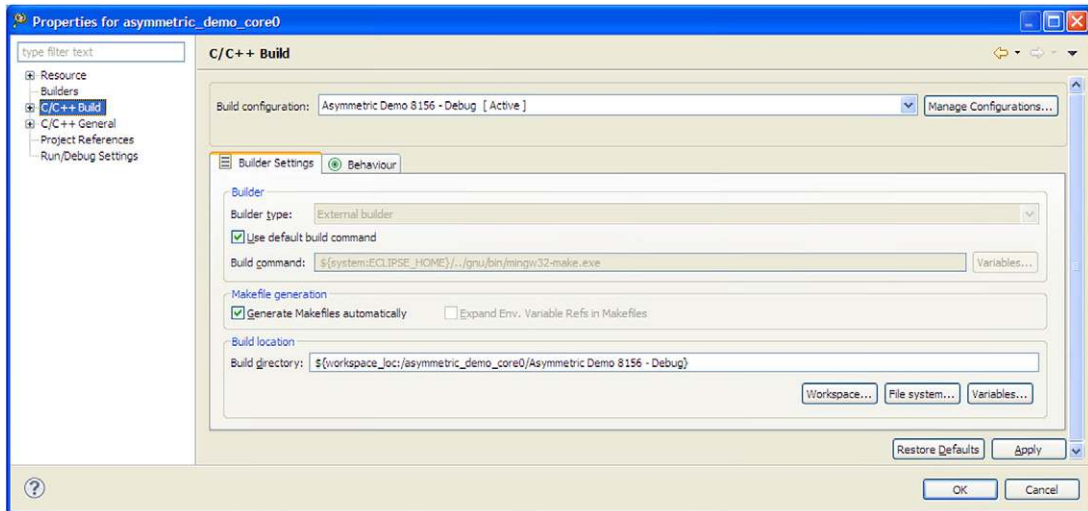 Properties for asymmetric_demo_core0
type filter text
Resource
Builders
C/C++ Build
C/C++ General
Project References
Run/Debug Settings
C/C++ Build
Build configuration: Asymmetric Demo 8156 - Debug [ Active ] Manage Configurations...
Builder Settings Behaviour
Builder
Builder type: External builder
Use default build command
Build command: ${system:ECLIPSE_HOME}/../gnu/bin/mingw32-make.exe Variables...
Makefile generation
Generate Makefiles automatically Expand Env. Variable Refs in Makefiles
Build location
Build directory: ${workspace_loc:/asymmetric_demo_core0/Asymmetric Demo 8156 - Debug}
Workspace... File system... Variables...
Restore Defaults Apply
? OK Cancel